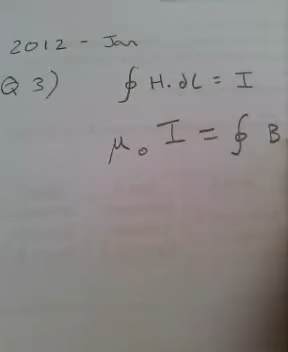 2012 - Jan
Q 3) ∮ H. dL = I
μ₀ I = ∮ B